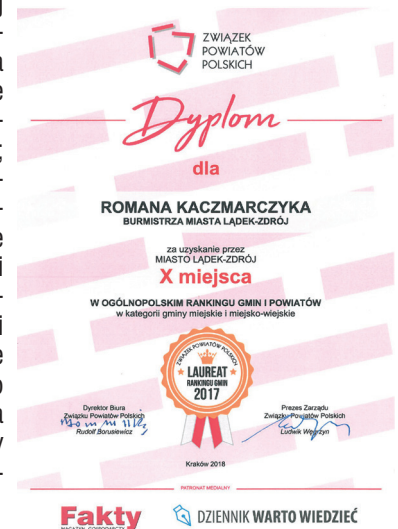 ZWIĄZEK
POWIATÓW
POLSKICH
Dyplom
dla
ROMANA KACZMARCZYKA
BURMISTRZA MIASTA LĄDEK-ZDRÓJ
za uzyskanie przez
MIASTO LĄDEK-ZDRÓJ
X miejsca
W OGÓLNOPOLSKIM RANKINGU GMIN I POWIATÓW
w kategorii gminy miejskie i miejsko-wiejskie
ZWIĄZEK POWIATÓW POLSKICH
LAUREAT
RANKINGU GMIN
2017
Dyrektor Biura
Związku Powiatów Polskich
Rudolf Borusiewicz
Prezes Zarządu
Związku Powiatów Polskich
Ludwik Węgrzyn
Kraków 2018
PATRONAT MEDIALNY
Fakty
MAGAZYN GOSPODARCZY
DZIENNIK WARTO WIEDZIEĆ